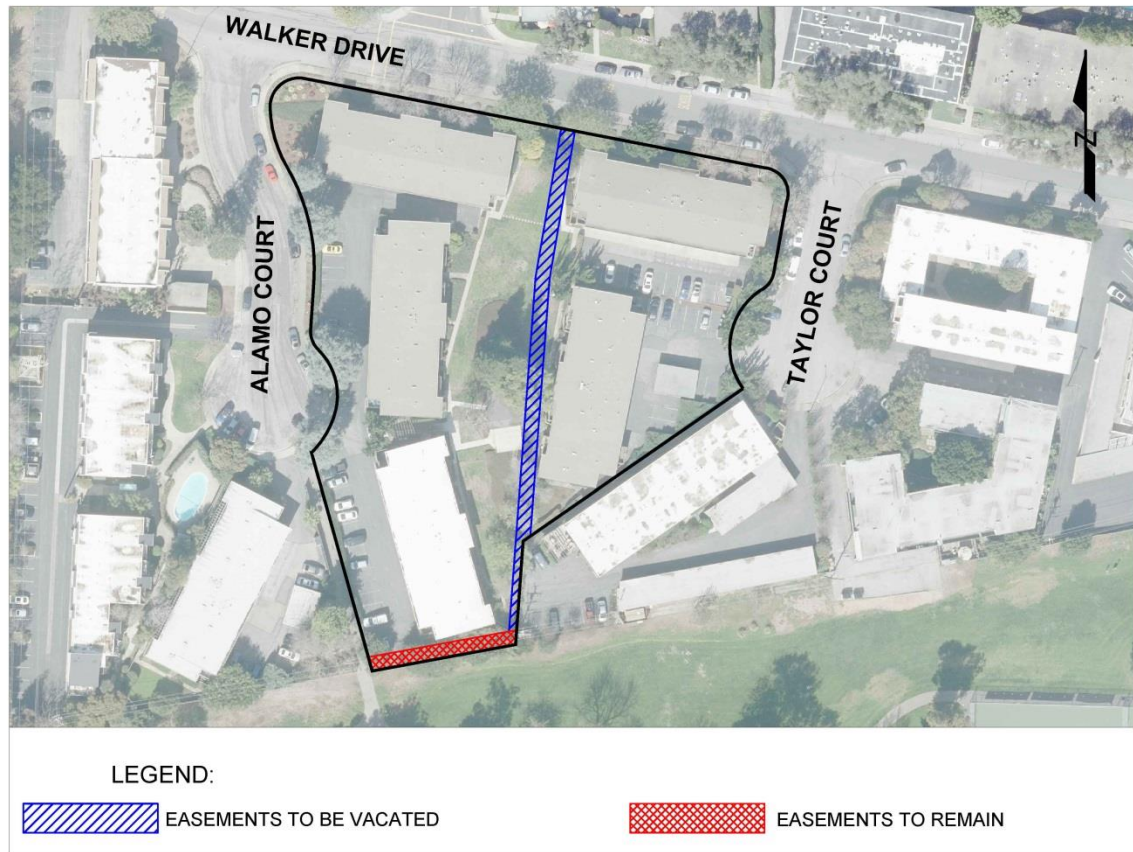 WALKER DRIVE
N
ALAMO COURT
TAYLOR COURT
LEGEND:
EASEMENTS TO BE VACATED
EASEMENTS TO REMAIN